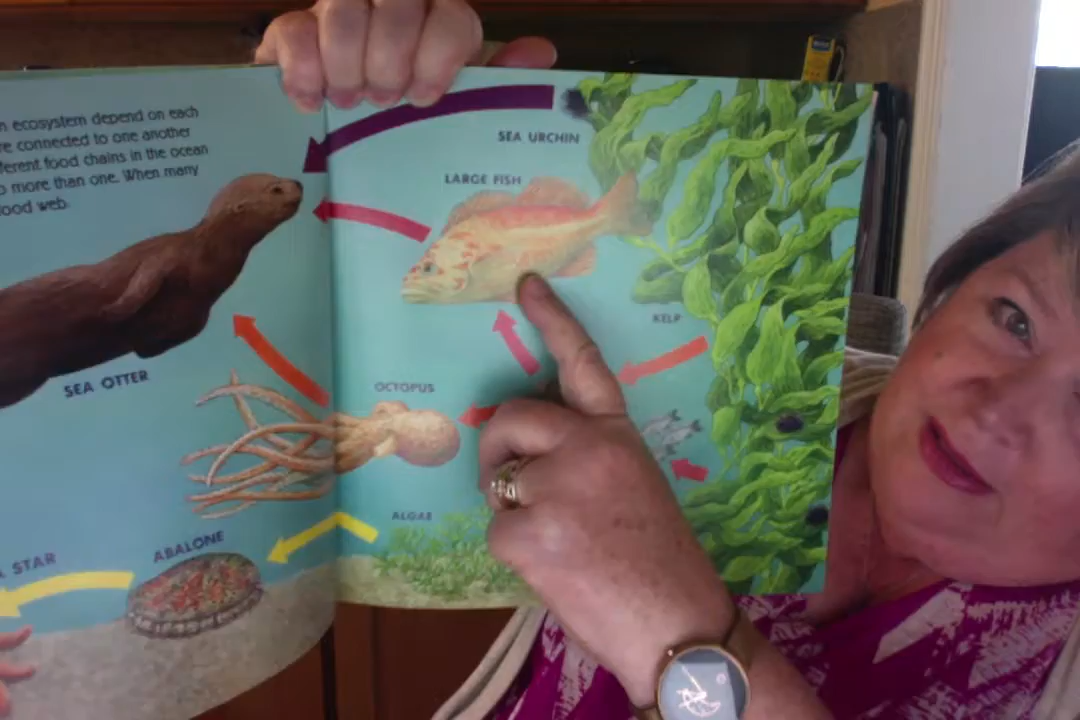 n ecosystem depend on each
re connected to one another
ferent food chains in the ocean
o more than one. When many
ood web.
SEA URCHIN
LARGE FISH
KELP
SEA OTTER
OCTOPUS
ALGAE
ABALONE
STAR